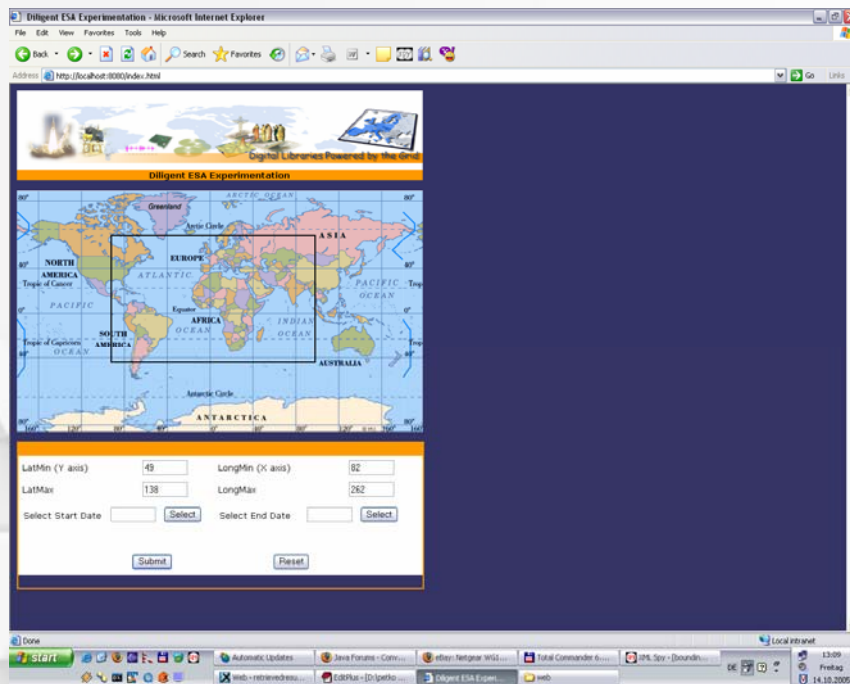 Diligent ESA Experimentation - Microsoft Internet Explorer
File Edit View Favorites Tools Help
Back Search Favorites
Address http://localhost:8080/index.html Go Links
Digital Libraries Powered by the Grid
Diligent ESA Experimentation
ARCTIC OCEAN
80° 80°
Greenland
Arctic Circle
ASIA
EUROPE
NORTH AMERICA
ATLANTIC OCEAN
40° 40°
Tropic of Cancer
PACIFIC OCEAN
PACIFIC OCEAN
0° Equator 0°
AFRICA
INDIAN OCEAN
SOUTH AMERICA
Tropic of Capricorn
AUSTRALIA
Antarctic Circle
ANTARCTICA
LatMin (Y axis) 49 LongMin (X axis) 82
LatMax 138 LongMax 262
Select Start Date Select Select End Date Select
Submit Reset
Done Local intranet
start Automatic Updates Java Forums - Conv... eBay: Netgear WG1... Total Commander 6.... XML Spy - [boundin... 13:09
DE Freitag
Web - retrievedresu... EditPlus - [D:\petko ... Diligent ESA Experi... web 14.10.2005